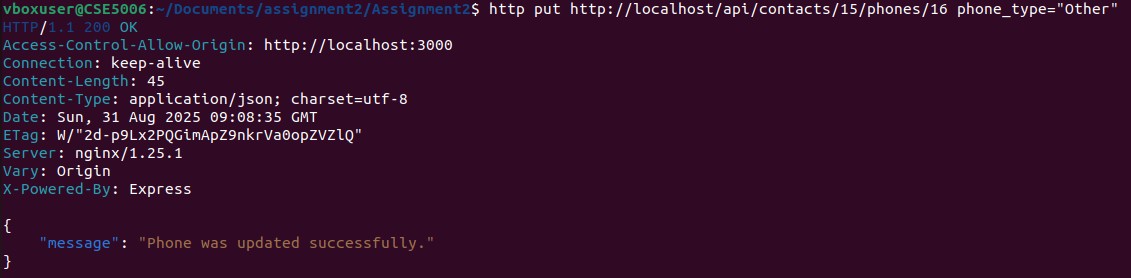 vboxuser@CSE5006:~/Documents/assignment2/Assignment2$ http put http://localhost/api/contacts/15/phones/16 phone_type="Other"
HTTP/1.1 200 OK
Access-Control-Allow-Origin: http://localhost:3000
Connection: keep-alive
Content-Length: 45
Content-Type: application/json; charset=utf-8
Date: Sun, 31 Aug 2025 09:08:35 GMT
ETag: W/"2d-p9Lx2PQGimApZ9nkrVa0opZVZlQ"
Server: nginx/1.25.1
Vary: Origin
X-Powered-By: Express
{
    "message": "Phone was updated successfully."
}